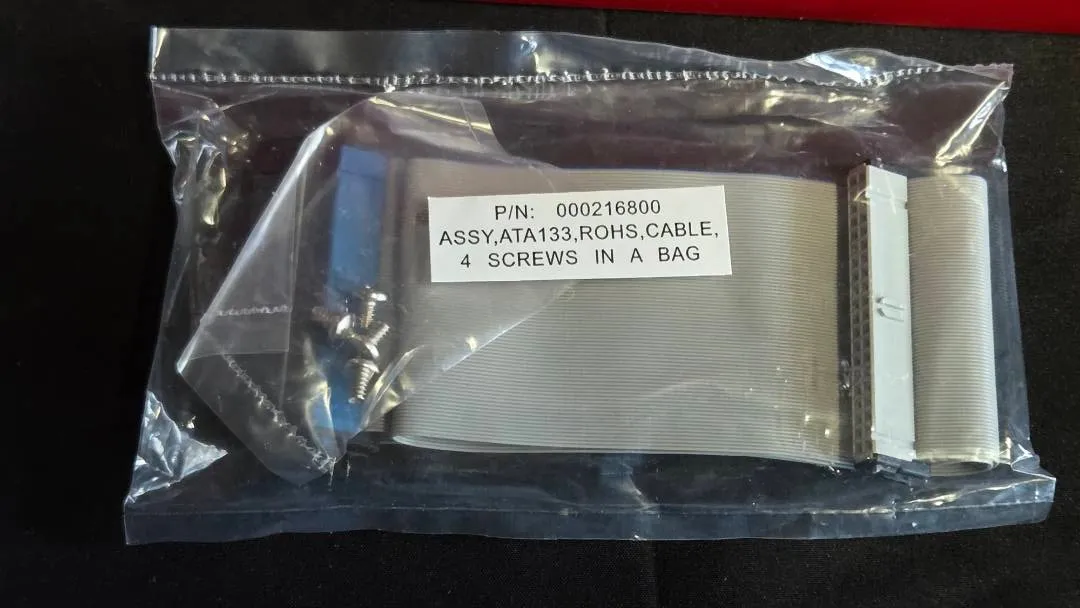 P/N: 000216800
ASSY,ATA133,ROHS,CABLE,
4 SCREWS IN A BAG